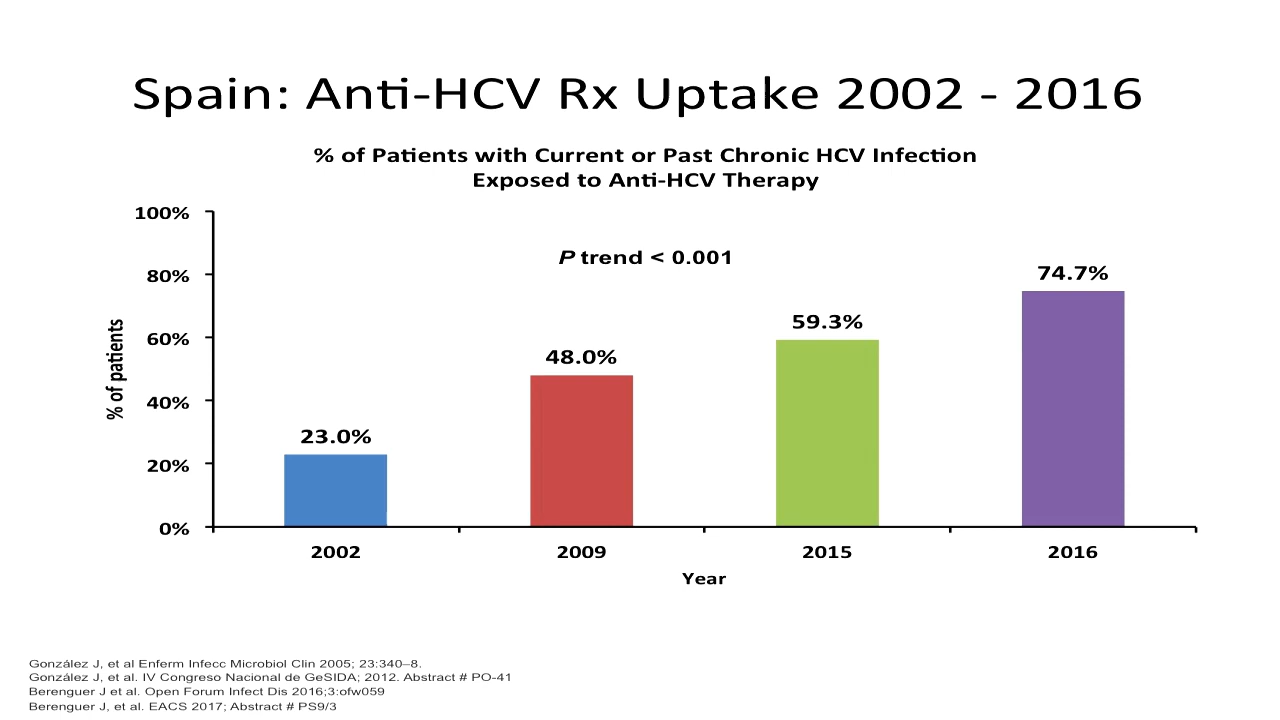 Spain: Anti-HCV Rx Uptake 2002 - 2016
% of Patients with Current or Past Chronic HCV Infection
Exposed to Anti-HCV Therapy
100%
80%
60%
40%
20%
0%
% of patients
P trend < 0.001
23.0%
48.0%
59.3%
74.7%
2002
2009
2015
2016
Year
González J, et al Enferm Infecc Microbiol Clin 2005; 23:340–8.
González J, et al. IV Congreso Nacional de GeSIDA; 2012. Abstract # PO-41
Berenguer J et al. Open Forum Infect Dis 2016;3:ofw059
Berenguer J, et al. EACS 2017; Abstract # PS9/3